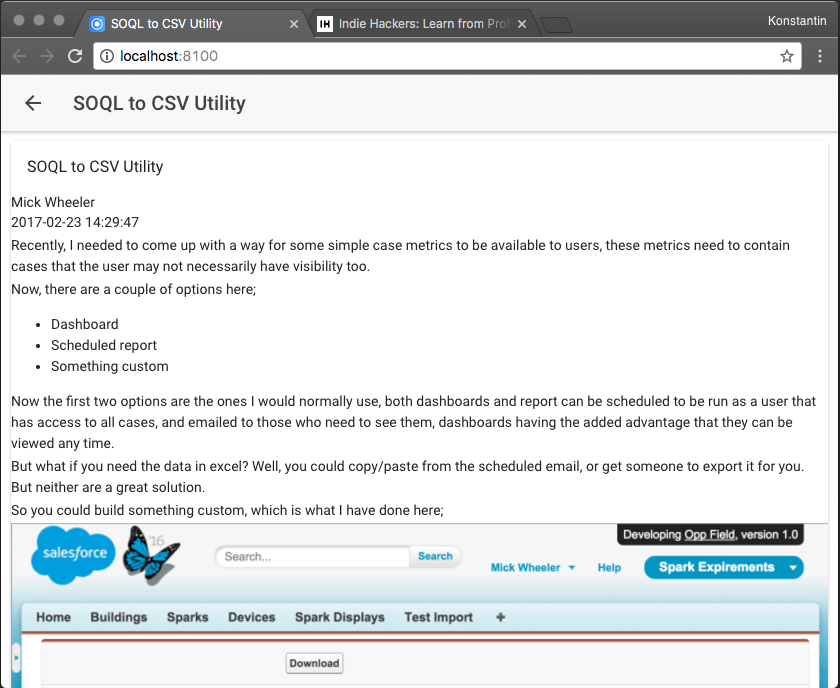 SOQL to CSV Utility
Indie Hackers: Learn from Prof
Konstantin
localhost:8100
SOQL to CSV Utility
SOQL to CSV Utility
Mick Wheeler
2017-02-23 14:29:47
Recently, I needed to come up with a way for some simple case metrics to be available to users, these metrics need to contain
cases that the user may not necessarily have visibility too.
Now, there are a couple of options here;
• Dashboard
• Scheduled report
• Something custom
Now the first two options are the ones I would normally use, both dashboards and report can be scheduled to be run as a user that
has access to all cases, and emailed to those who need to see them, dashboards having the added advantage that they can be
viewed any time.
But what if you need the data in excel? Well, you could copy/paste from the scheduled email, or get someone to export it for you.
But neither are a great solution.
So you could build something custom, which is what I have done here;
Developing Opp Field, version 1.0
salesforce
'16
Search...
Search
Mick Wheeler
Help
Spark Expirements
Home Buildings Sparks Devices Spark Displays Test Import +
Download